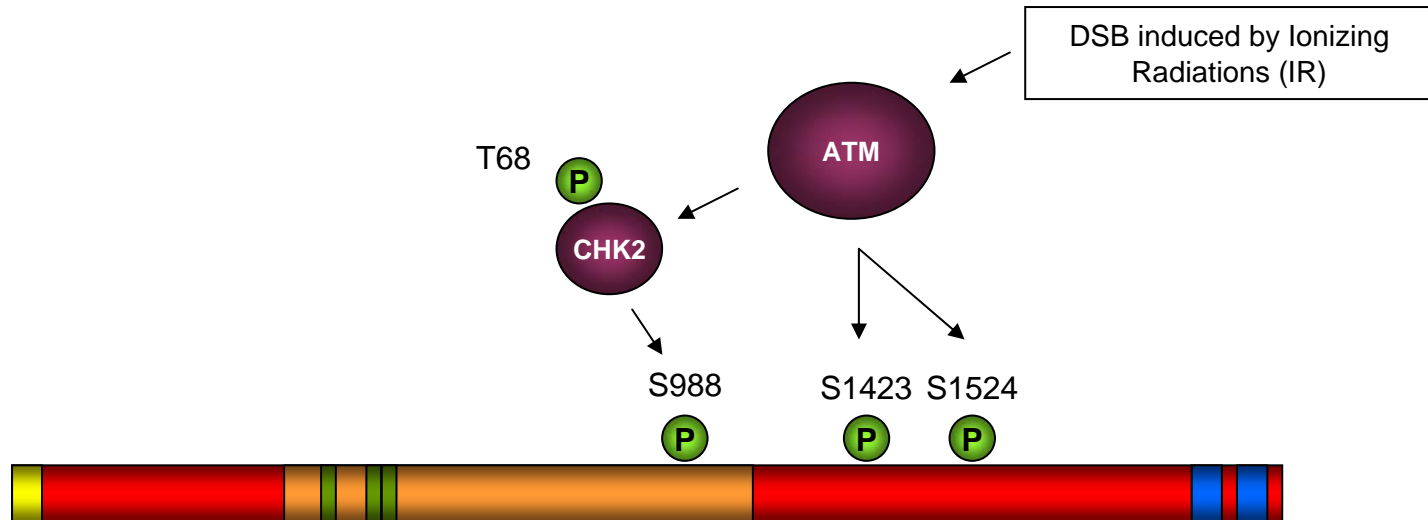 DSB induced by Ionizing
Radiations (IR)
ATM
T68
P
CHK2
S988
S1423 S1524
P
P
P